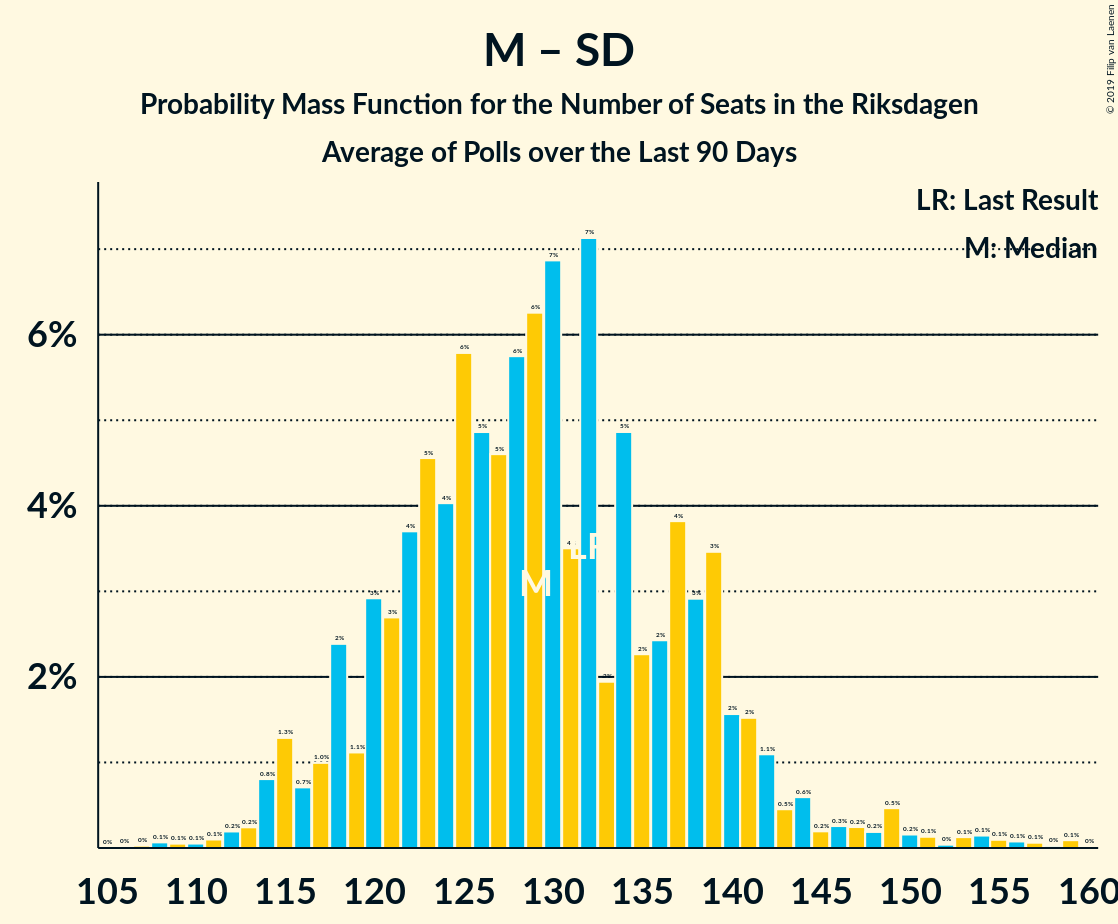 M – SD
Probability Mass Function for the Number of Seats in the Riksdagen
Average of Polls over the Last 90 Days
© 2019 Filip van Laenen
LR: Last Result
M: Median
6%
4%
2%
0% 0% 0% 0.1% 0.1% 0.1% 0.1% 0.2% 0.2% 0.8% 1.3% 0.7% 1.0% 2% 1.1% 3% 3% 4% 5% 4% 6% 5% 5% 6% 6% 7% 4 7% 2% 5% 2% 2% 4% 3% 3% 2% 2% 1.1% 0.5% 0.6% 0.2% 0.3% 0.2% 0.2% 0.5% 0.2% 0.1% 0% 0.1% 0.1% 0.1% 0.1% 0.1% 0% 0.1% 0%
LR
M
105 110 115 120 125 130 135 140 145 150 155 160